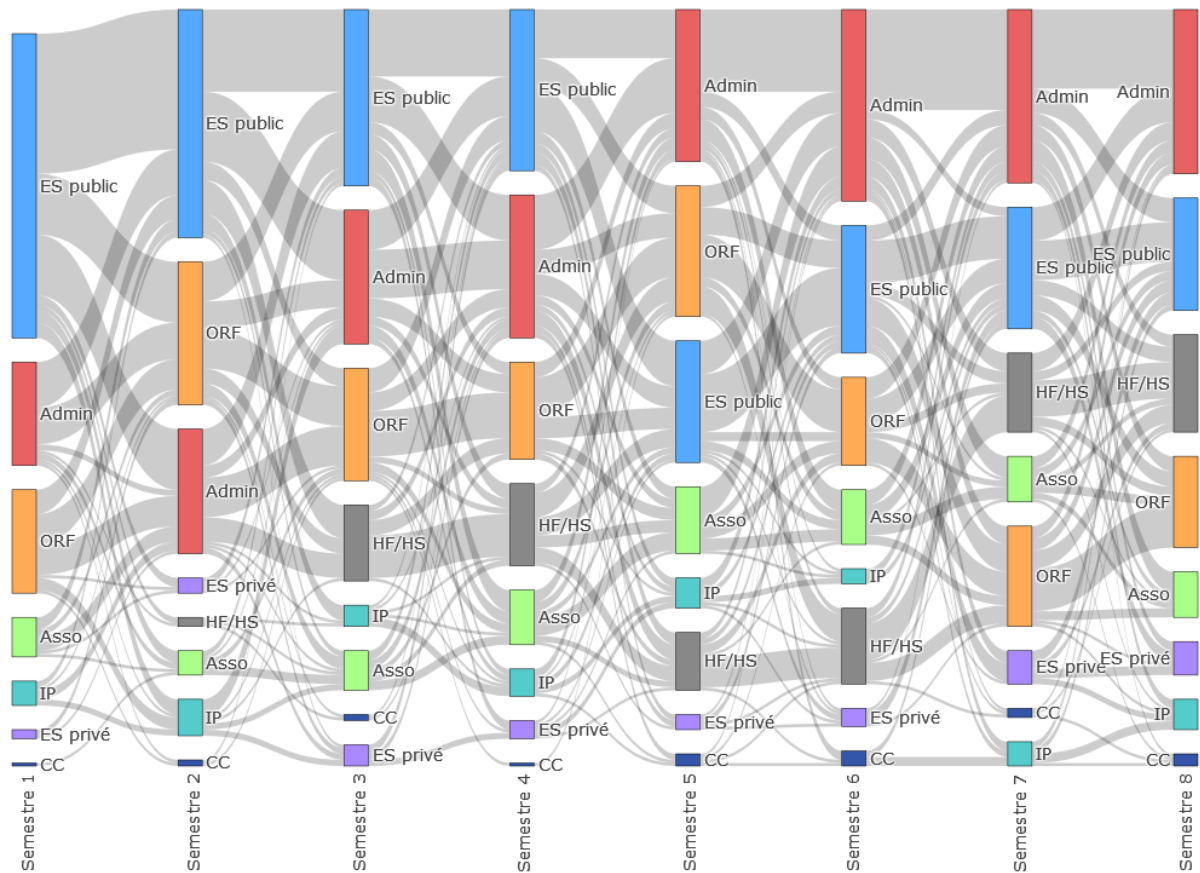 ES public
Admin
ORF
Asso
IP
ES privé
CC
Semestre 1
ES public
ORF
Admin
ES privé
HF/HS
Asso
IP
CC
Semestre 2
ES public
Admin
ORF
HF/HS
IP
Asso
CC
ES privé
Semestre 3
ES public
Admin
ORF
HF/HS
Asso
IP
ES privé
CC
Semestre 4
Admin
ORF
ES public
Asso
IP
HF/HS
ES privé
CC
Semestre 5
Admin
ES public
ORF
Asso
IP
HF/HS
ES privé
CC
Semestre 6
Admin
ES public
HF/HS
Asso
ORF
ES privé
CC
IP
Semestre 7
Admin
ES public
HF/HS
ORF
Asso
ES privé
IP
CC
Semestre 8